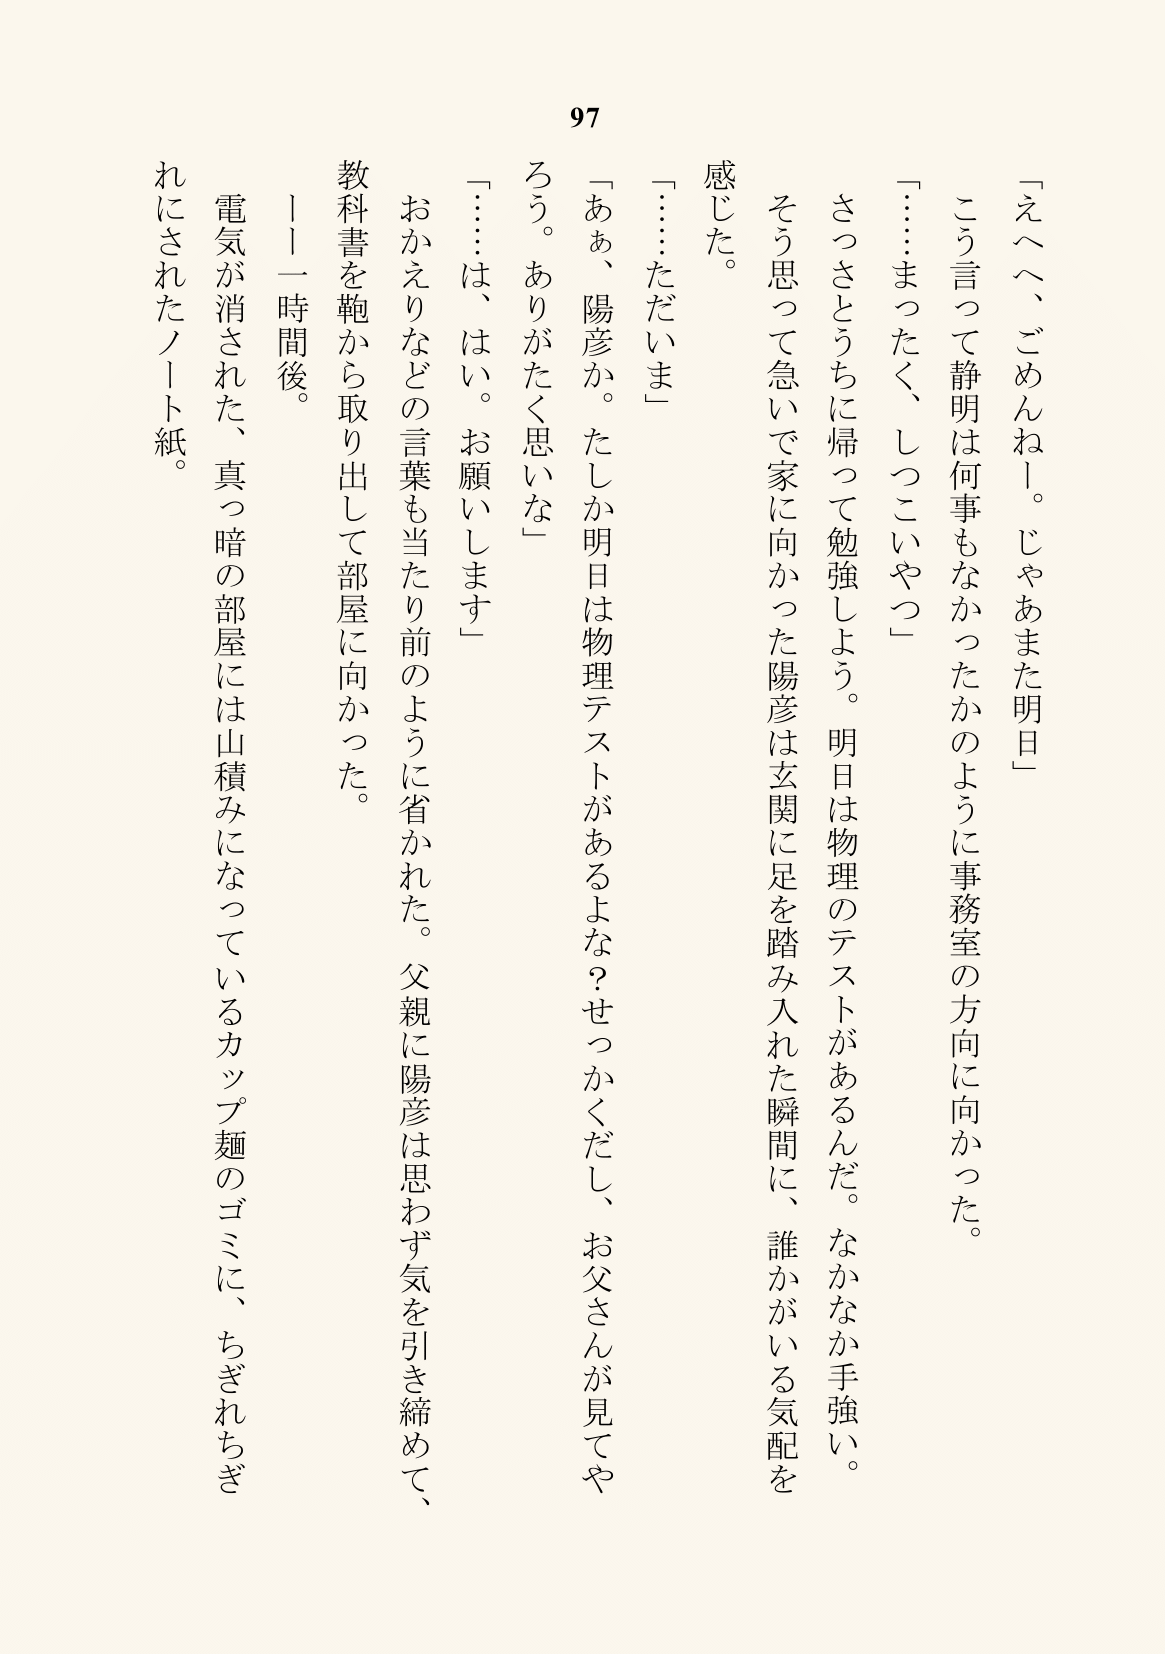 97
「えへへ、ごめんねー。じゃあまた明日」
こう言って静明は何事もなかったかのように事務室の方向に向かった。
「……まったく、しつこいやつ」
さっさとうちに帰って勉強しよう。明日は物理のテストがあるんだ。なかなか手強い。
そう思って急いで家に向かった陽彦は玄関に足を踏み入れた瞬間に、誰かがいる気配を
感じた。
「……ただいま」
「あぁ、陽彦か。たしか明日は物理テストがあるよな?せっかくだし、お父さんが見てや
ろう。ありがたく思いな」
「……は、はい。お願いします」
おかえりなどの言葉も当たり前のように省かれた。父親に陽彦は思わず気を引き締めて、
教科書を鞄から取り出して部屋に向かった。
ーー一時間後。
電気が消された、真っ暗の部屋には山積みになっているカップ麺のゴミに、ちぎれちぎ
れにされたノート紙。